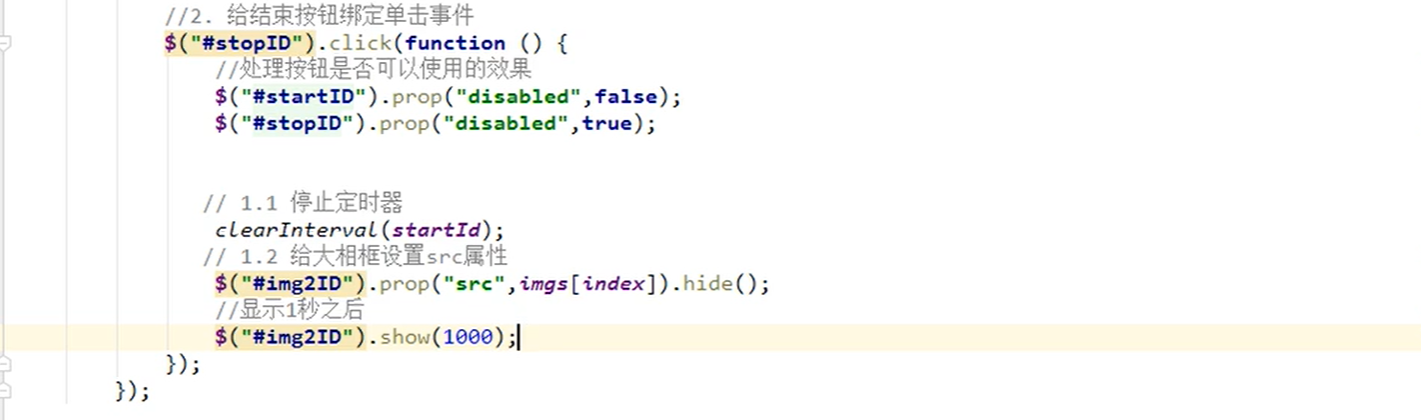 //2. 给结束按钮绑定单击事件
$("#stopID").click(function () {
//处理按钮是否可以使用的效果
$("#startID").prop("disabled",false);
$("#stopID").prop("disabled",true);
// 1.1 停止定时器
clearInterval(startId);
// 1.2 给大相框设置src属性
$("#img2ID").prop("src",imgs[index]).hide();
//显示1秒之后
$("#img2ID").show(1000);
});
});